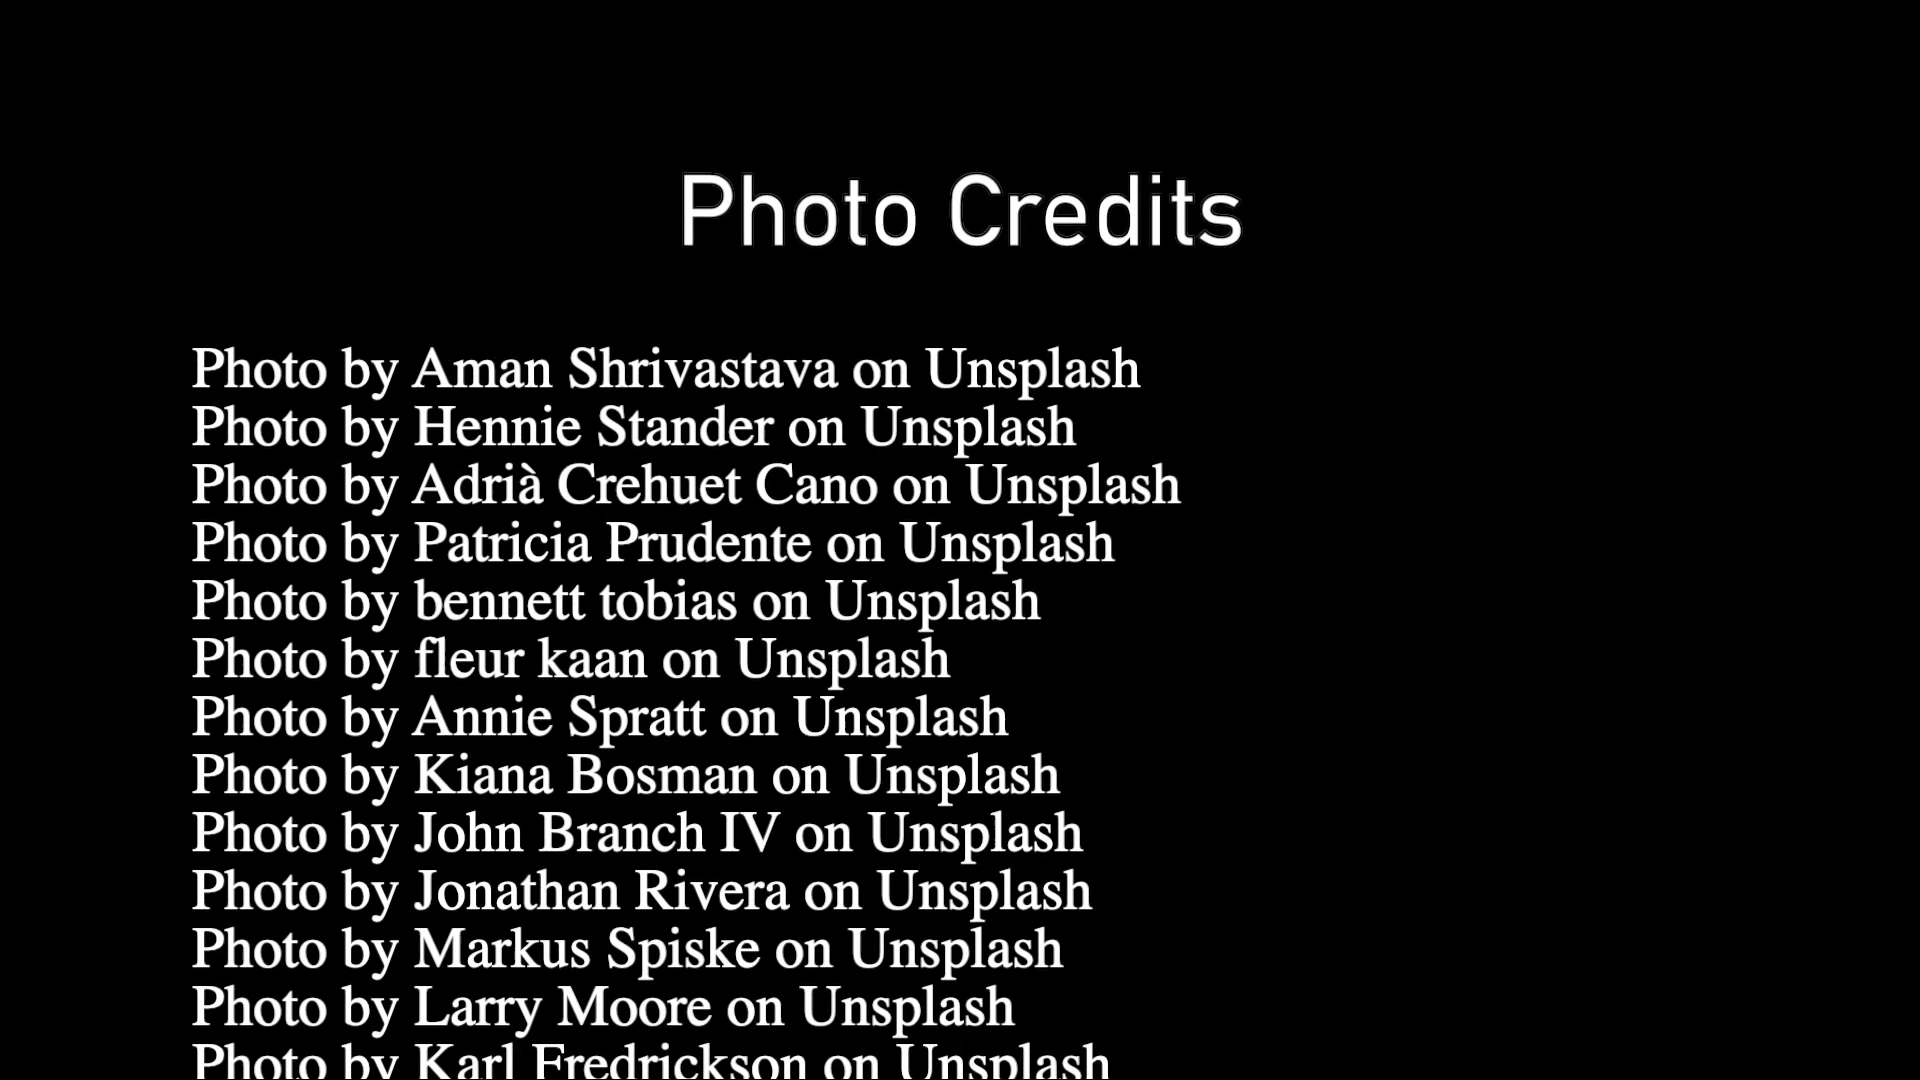 Photo Credits
Photo by Aman Shrivastava on Unsplash
Photo by Hennie Stander on Unsplash
Photo by Adrià Crehuet Cano on Unsplash
Photo by Patricia Prudente on Unsplash
Photo by bennett tobias on Unsplash
Photo by fleur kaan on Unsplash
Photo by Annie Spratt on Unsplash
Photo by Kiana Bosman on Unsplash
Photo by John Branch IV on Unsplash
Photo by Jonathan Rivera on Unsplash
Photo by Markus Spiske on Unsplash
Photo by Larry Moore on Unsplash
Photo by Karl Fredrickson on Unsplash